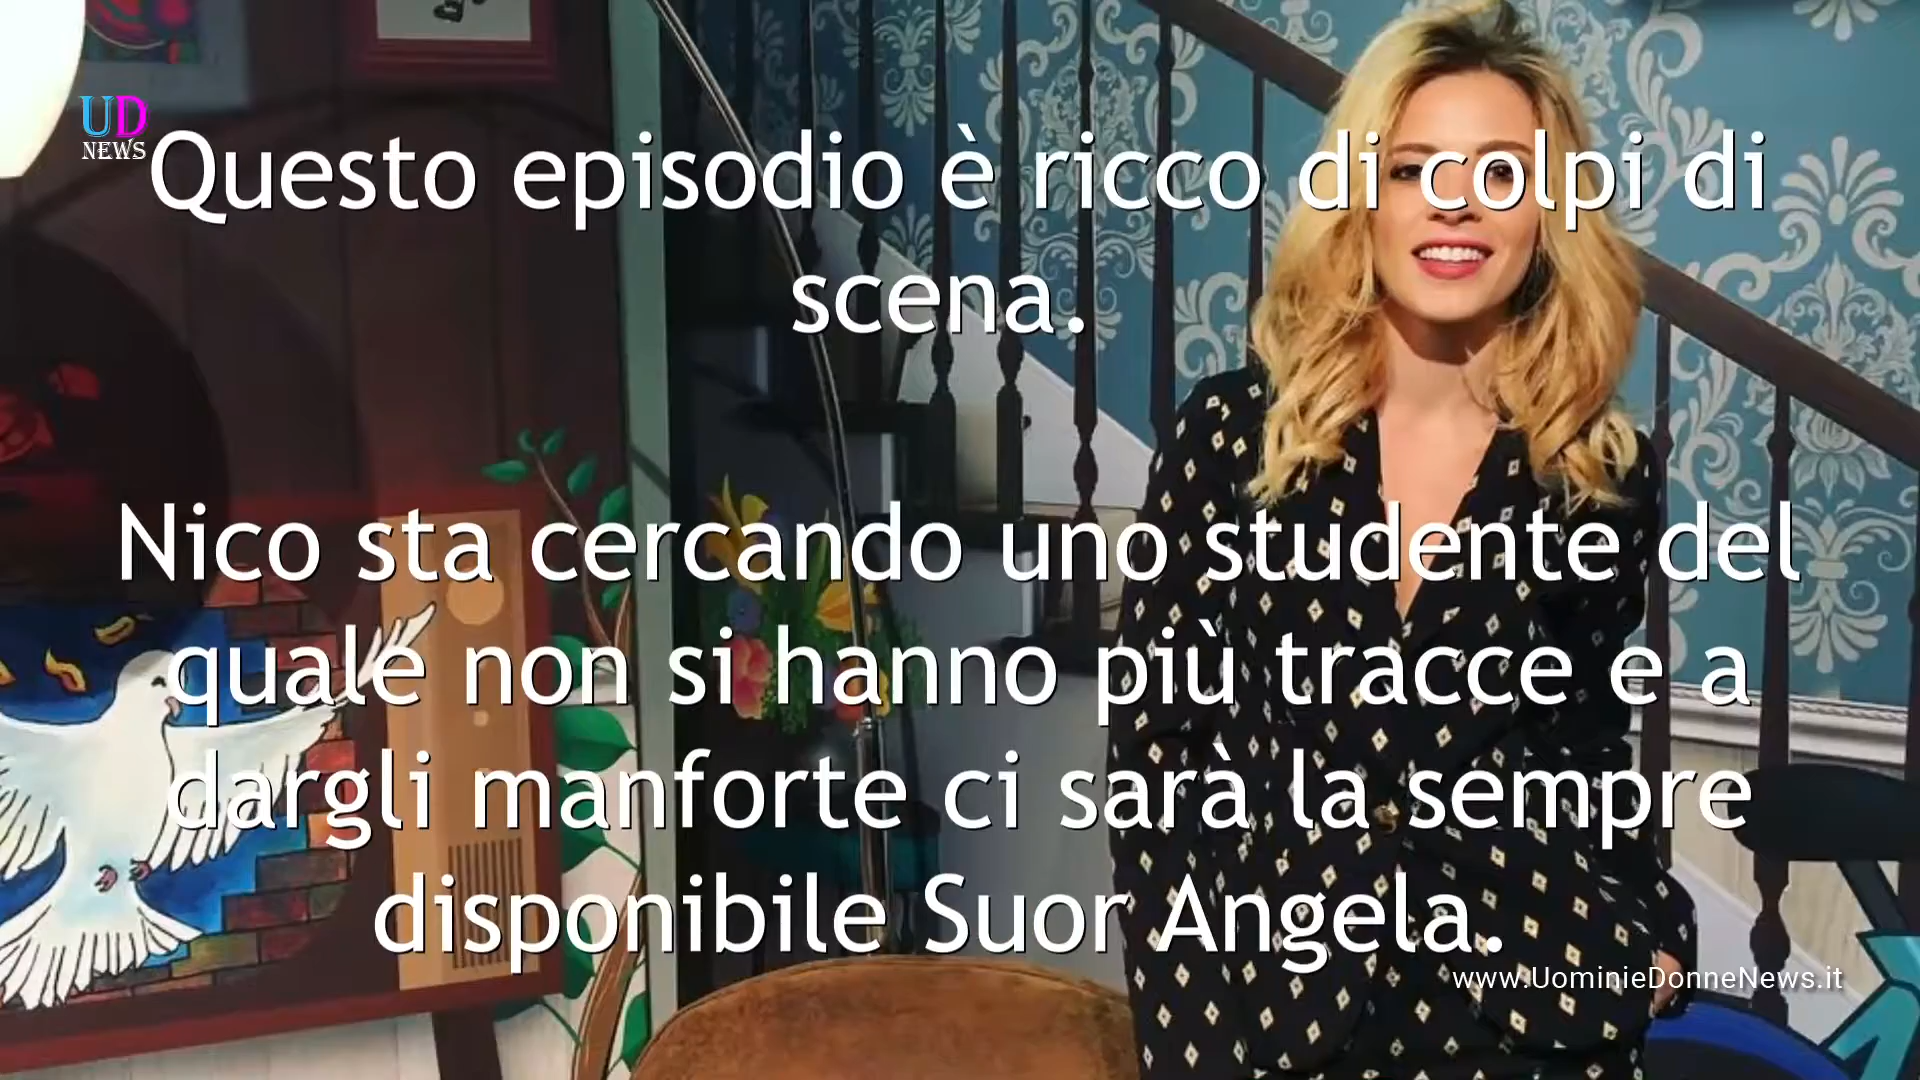 UD
NEWS
Questo episodio è ricco di colpi di
scena.
Nico sta cercando uno studente del
quale non si hanno più tracce e a
dargli manforte ci sarà la sempre
disponibile Suor Angela.
www.UominieDonneNews.it